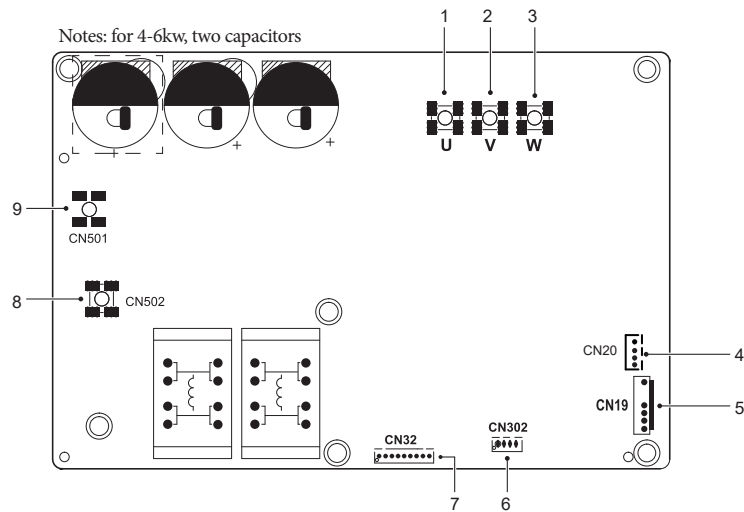 1 2 3
Notes: for 4-6kw, two capacitors
+ + +
U V W
9
CN501
8
CN502
CN20
4
CN19
5
CN302
CN32
7
6